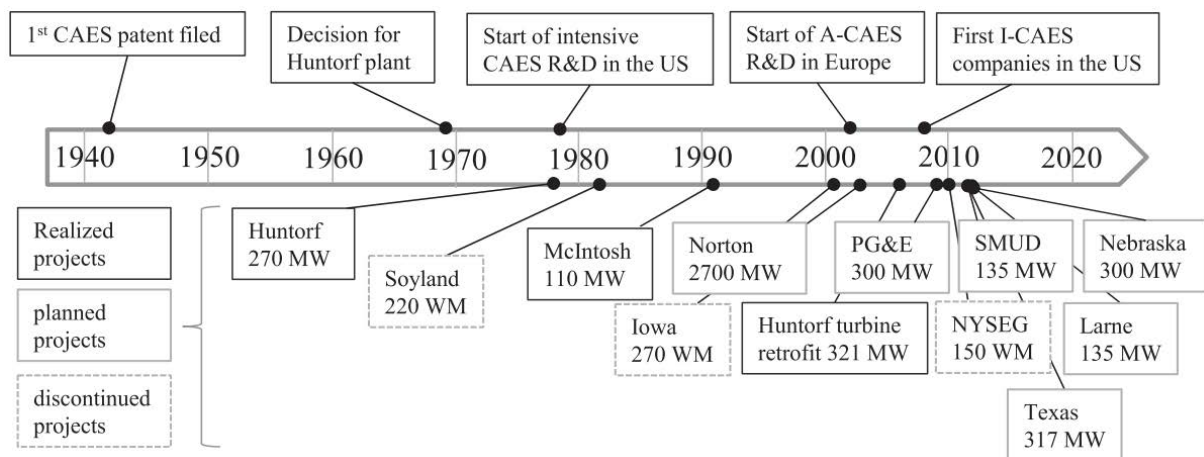 1st CAES patent filed
Decision for
Huntorf plant
Start of intensive
CAES R&D in the US
Start of A-CAES
R&D in Europe
First I-CAES
companies in the US
1940 1950 1960 1970 1980 1990 2000 2010 2020
Realized
projects
planned
projects
discontinued
projects
Huntorf
270 MW
Soyland
220 WM
McIntosh
110 MW
Norton
2700 MW
Iowa
270 WM
PG&E
300 MW
Huntorf turbine
retrofit 321 MW
SMUD
135 MW
NYSEG
150 WM
Nebraska
300 MW
Larne
135 MW
Texas
317 MW